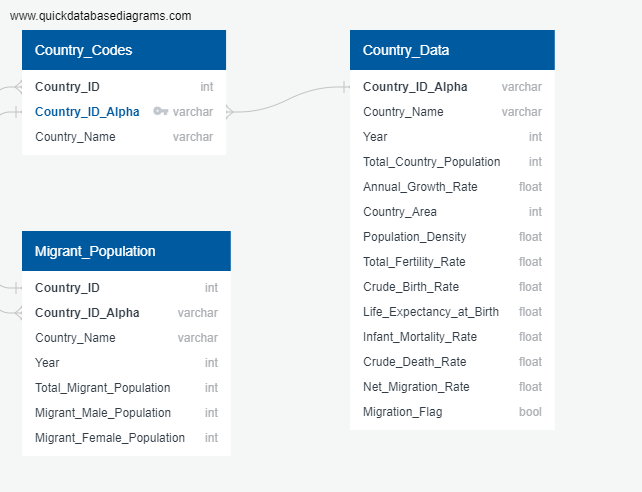 www.quickdatabasediagrams.com
Country_Codes
Country_ID int
Country_ID_Alpha varchar
Country_Name varchar
Migrant_Population
Country_ID int
Country_ID_Alpha varchar
Country_Name varchar
Year int
Total_Migrant_Population int
Migrant_Male_Population int
Migrant_Female_Population int
Country_Data
Country_ID_Alpha varchar
Country_Name varchar
Year int
Total_Country_Population int
Annual_Growth_Rate float
Country_Area int
Population_Density float
Total_Fertility_Rate float
Crude_Birth_Rate float
Life_Expectancy_at_Birth float
Infant_Mortality_Rate float
Crude_Death_Rate float
Net_Migration_Rate float
Migration_Flag bool